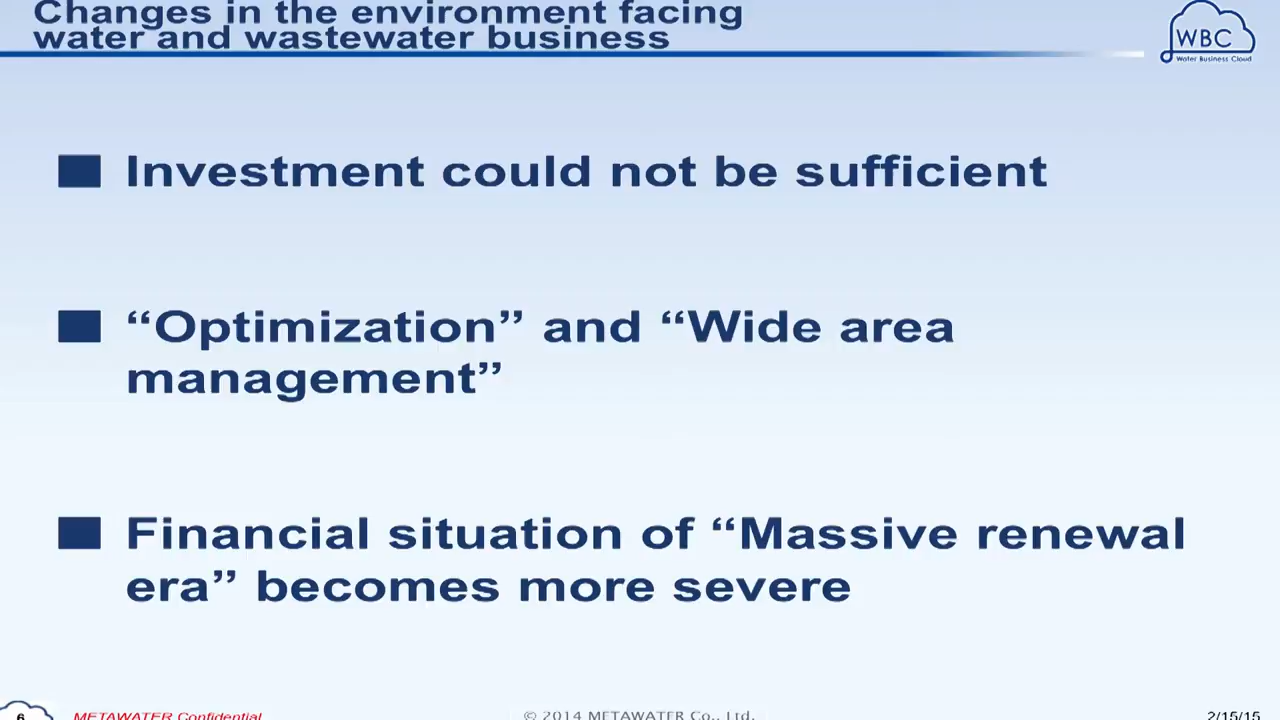 Changes in the environment facing
water and wastewater business
WBC
Water Business Cloud
Investment could not be sufficient
“Optimization” and “Wide area
management”
Financial situation of “Massive renewal
era” becomes more severe
6
METAWATER Confidential
© 2014 METAWATER Co., Ltd.
2/15/15